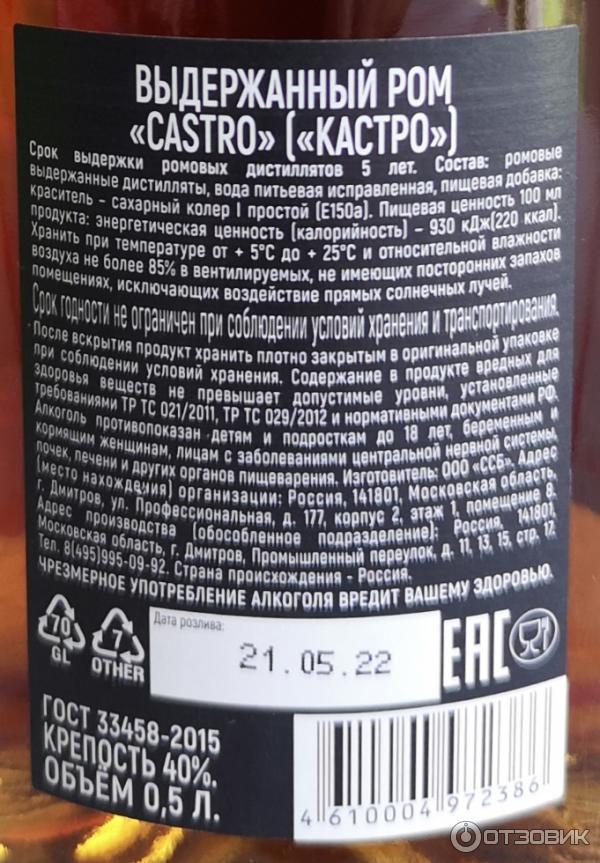 ВЫДЕРЖАННЫЙ РОМ
«CASTRO» («КАСТРО»)
Срок выдержки ромовых дистиллятов 5 лет. Состав: ромовые
выдержанные дистилляты, вода питьевая исправленная, пищевая добавка:
краситель – сахарный колер I простой (Е150а). Пищевая ценность 100 мл
продукта: энергетическая ценность (калорийность) – 930 кДж(220 ккал).
Хранить при температуре от + 5°С до + 25°С и относительной влажности
воздуха не более 85% в вентилируемых, не имеющих посторонних запахов
помещениях, исключающих воздействие прямых солнечных лучей.
Срок годности не ограничен при соблюдении условий хранения и транспортирования.
После вскрытия продукт хранить плотно закрытым в оригинальной упаковке
при соблюдении условий хранения. Содержание в продукте вредных для
здоровья веществ не превышает допустимые уровни, установленные
требованиями ТР ТС 021/2011, ТР ТС 029/2012 и нормативными документами РФ.
Алкоголь противопоказан детям и подросткам до 18 лет, беременным и
кормящим женщинам, лицам с заболеваниями центральной нервной системы,
почек, печени и других органов пищеварения. Изготовитель: ООО «ССБ». Адрес
(место нахождения) организации: Россия, 141801, Московская область,
г. Дмитров, ул. Профессиональная, д. 177, корпус 2, этаж 1, помещение 8.
Адрес производства (обособленное подразделение): Россия, 141801,
Московская область, г. Дмитров, Промышленный переулок, д. 11, 13, 15, стр. 17.
Тел. 8(495)995-09-92. Страна происхождения - Россия.
ЧРЕЗМЕРНОЕ УПОТРЕБЛЕНИЕ АЛКОГОЛЯ ВРЕДИТ ВАШЕМУ ЗДОРОВЬЮ.
70
GL
7
OTHER
Дата розлива:
21.05.22
EAC
ГОСТ 33458-2015
КРЕПОСТЬ 40%.
ОБЪЁМ 0,5 Л.
4 610004 972386
ОТЗОВИК